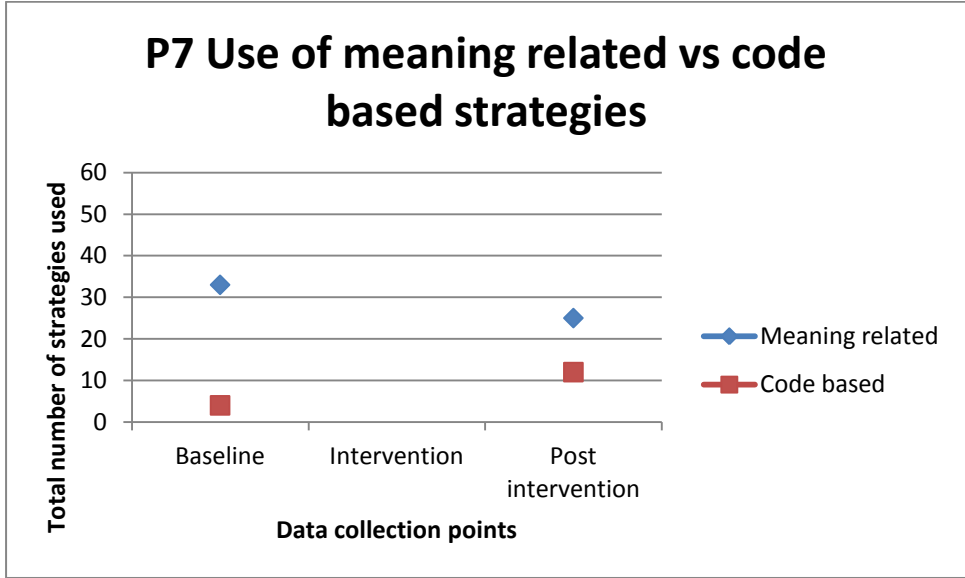 P7 Use of meaning related vs code
based strategies
Total number of strategies used
60
50
40
30
20
10
0
Baseline
Intervention
Post
intervention
Data collection points
Meaning related
Code based